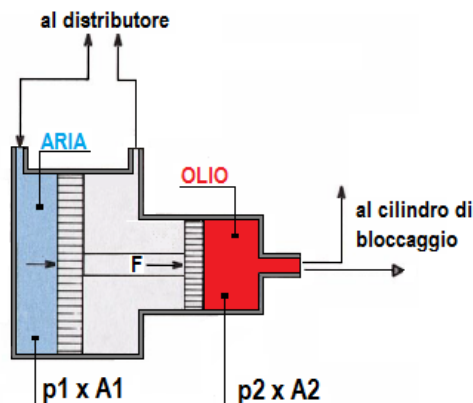 al distributore
ARIA
OLIO
al cilindro di
bloccaggio
F
p1 x A1
p2 x A2